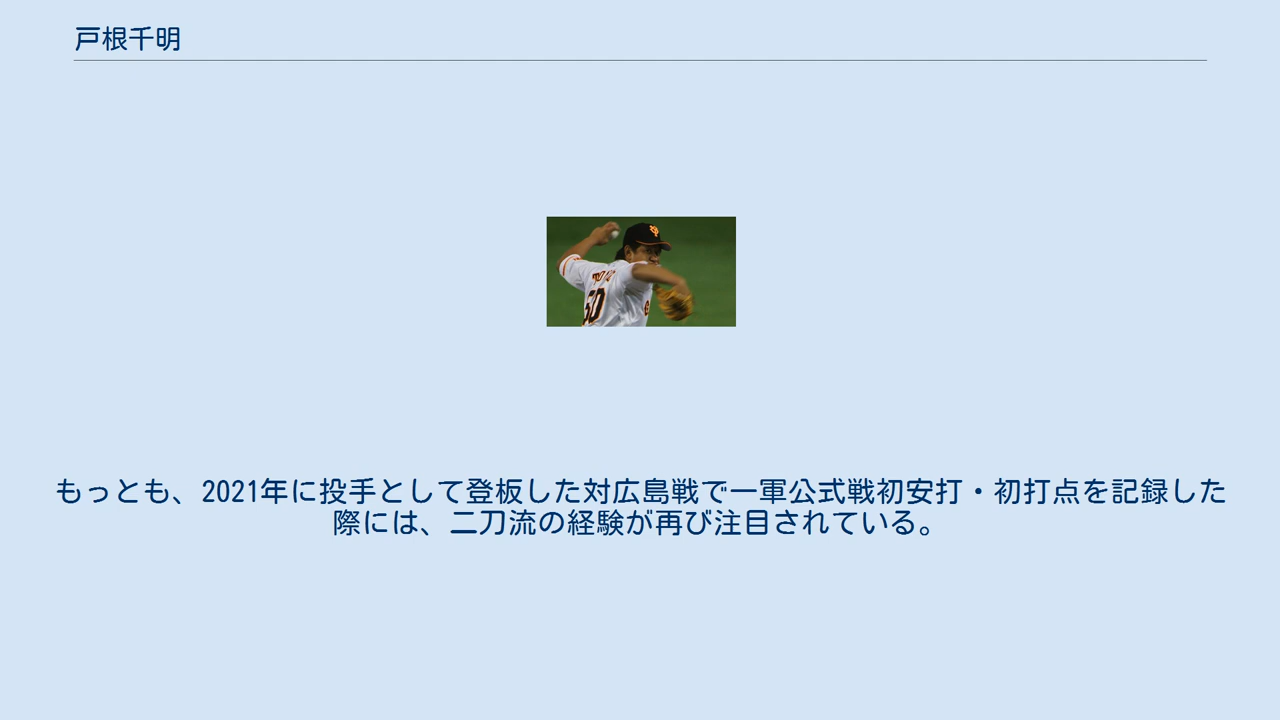 戸根千明
50
もっとも、2021年に投手として登板した対広島戦で一軍公式戦初安打・初打点を記録した
際には、二刀流の経験が再び注目されている。